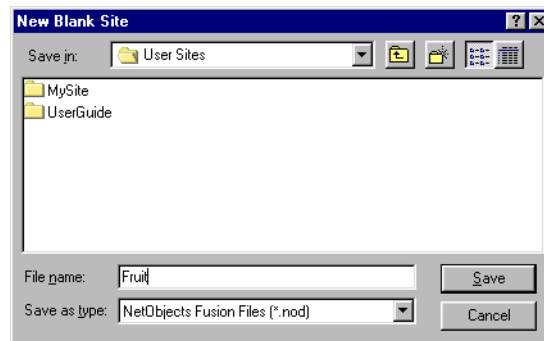 New Blank Site
Save in: User Sites
MySite
UserGuide
File name: Fruit Save
Save as type: NetObjects Fusion Files (*.nod) Cancel